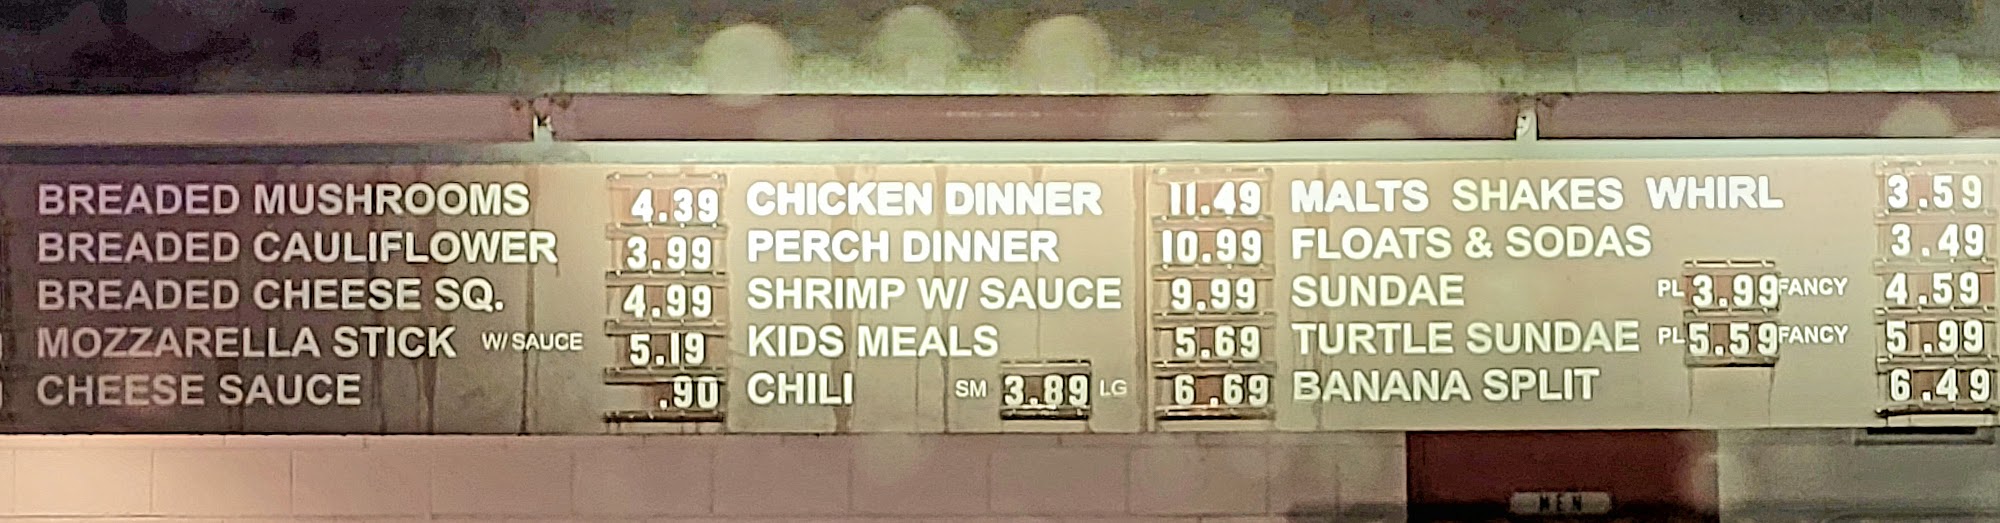 BREADED MUSHROOMS 4.39
BREADED CAULIFLOWER 3.99
BREADED CHEESE SQ. 4.99
MOZZARELLA STICK W/ SAUCE 5.19
CHEESE SAUCE .90
CHICKEN DINNER 11.49
PERCH DINNER 10.99
SHRIMP W/ SAUCE 9.99
KIDS MEALS 5.69
CHILI SM 3.89 LG 6.69
MALTS SHAKES WHIRL 3.59
FLOATS & SODAS 3.49
SUNDAE PL 3.99 FANCY 4.59
TURTLE SUNDAE PL 5.59 FANCY 5.99
BANANA SPLIT 6.49
MEN